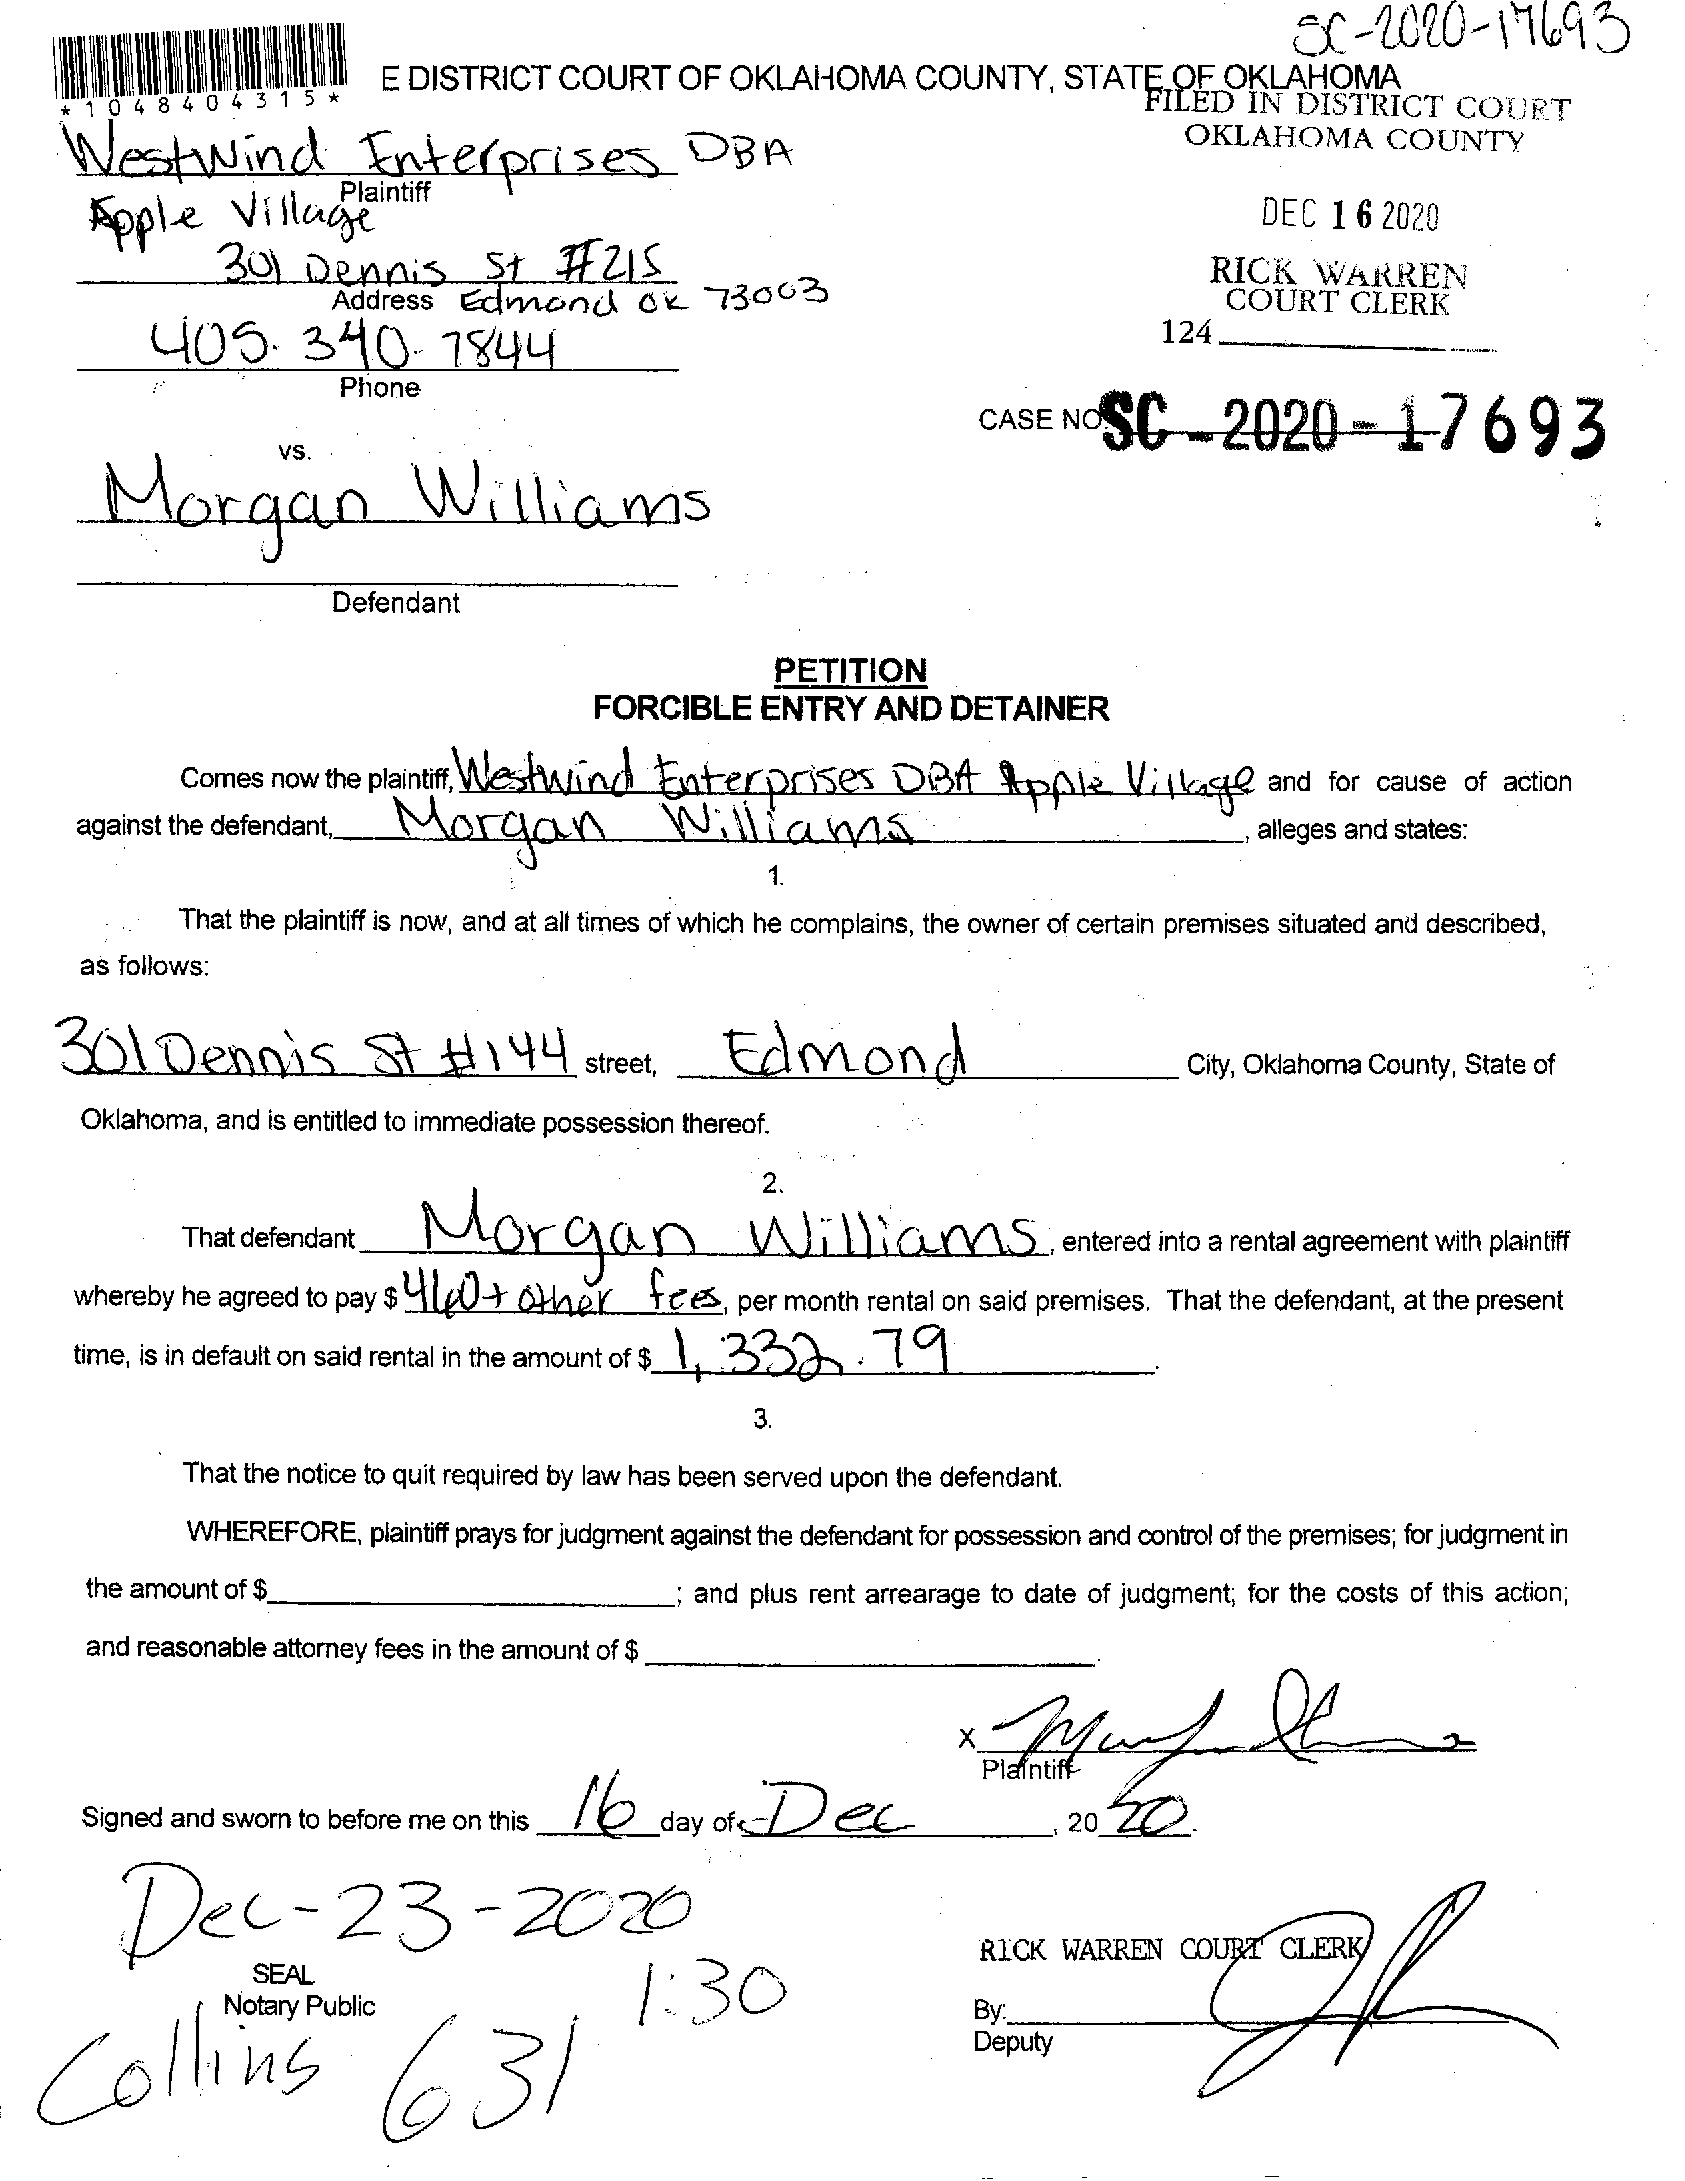 SC-2020-17693
E DISTRICT COURT OF OKLAHOMA COUNTY, STATE OF OKLAHOMA
*1048404315*
FILED IN DISTRICT COURT
OKLAHOMA COUNTY
Westwind Enterprises DBA
Plaintiff
Apple Village
DEC 16 2020
301 Dennis St #215
Address Edmond OK 73003
RICK WARREN
COURT CLERK
124
405-340-7844
Phone
CASE NO. SC-2020-17693
vs.
Morgan Williams
Defendant
PETITION
FORCIBLE ENTRY AND DETAINER
Comes now the plaintiff, Westwind Enterprises DBA Apple Village and for cause of action
against the defendant, Morgan Williams, alleges and states:
1.
That the plaintiff is now, and at all times of which he complains, the owner of certain premises situated and described,
as follows:
301 Dennis St #144 street, Edmond City, Oklahoma County, State of
Oklahoma, and is entitled to immediate possession thereof.
2.
That defendant Morgan Williams, entered into a rental agreement with plaintiff
whereby he agreed to pay $ 460 + other fees, per month rental on said premises. That the defendant, at the present
time, is in default on said rental in the amount of $ 1,332.79.
3.
That the notice to quit required by law has been served upon the defendant.
WHEREFORE, plaintiff prays for judgment against the defendant for possession and control of the premises; for judgment in
the amount of $ ; and plus rent arrearage to date of judgment; for the costs of this action;
and reasonable attorney fees in the amount of $ .
X
Plaintiff
Signed and sworn to before me on this 16 day of Dec, 2020.
Dec-23-2020
RICK WARREN COURT CLERK
SEAL
1:30
Notary Public
By:
Deputy
Collins 631